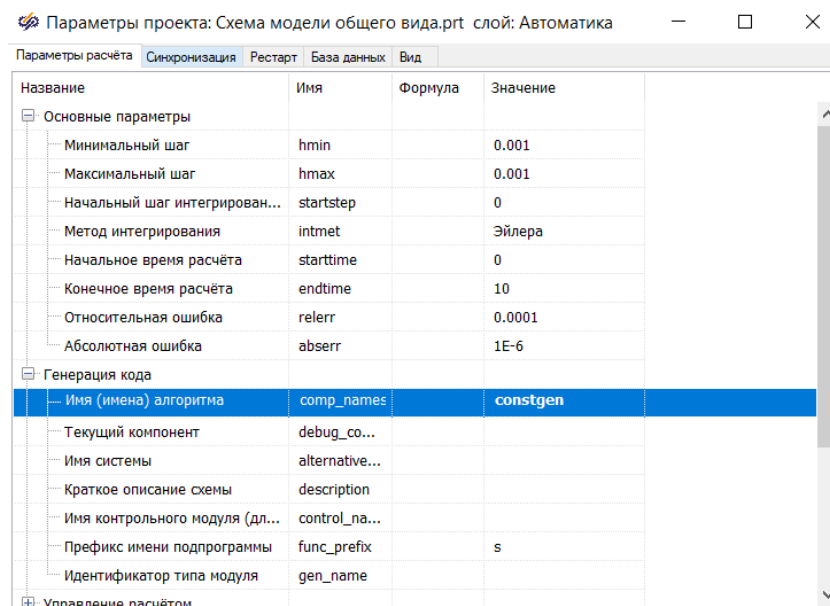 Параметры проекта: Схема модели общего вида.prt слой: Автоматика
Параметры расчёта Синхронизация Рестарт База данных Вид
Название Имя Формула Значение
Основные параметры
Минимальный шаг hmin 0.001
Максимальный шаг hmax 0.001
Начальный шаг интегрирован... startstep 0
Метод интегрирования intmet Эйлера
Начальное время расчёта starttime 0
Конечное время расчёта endtime 10
Относительная ошибка relerr 0.0001
Абсолютная ошибка abserr 1E-6
Генерация кода
Имя (имена) алгоритма comp_names constgen
Текущий компонент debug_co...
Имя системы alternative...
Краткое описание схемы description
Имя контрольного модуля (дл... control_na...
Префикс имени подпрограммы func_prefix s
Идентификатор типа модуля gen_name
Управление расчётом